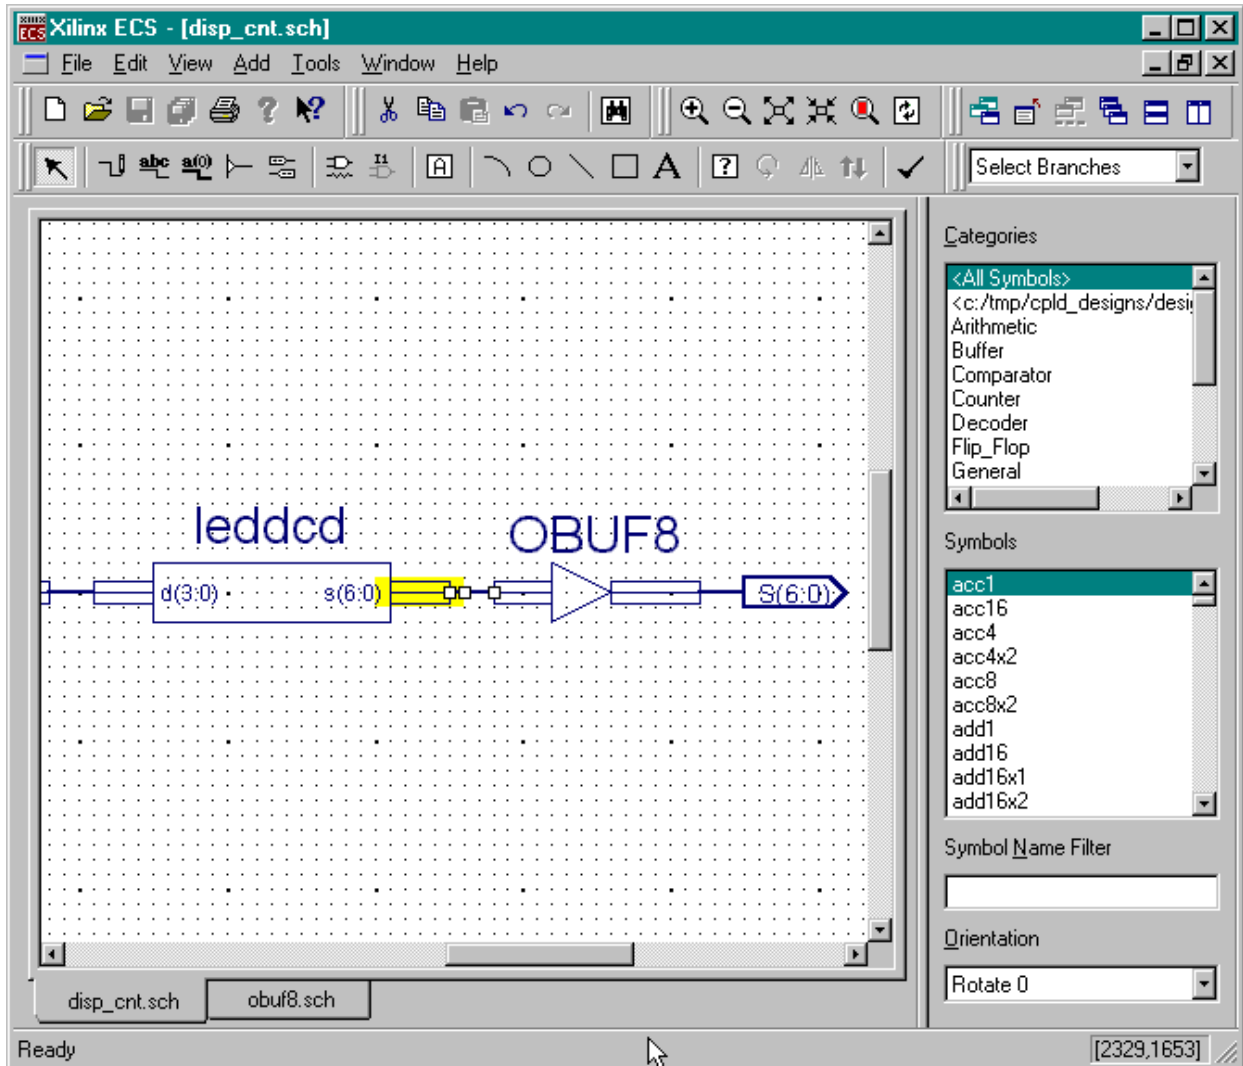 Xilinx ECS - [disp_cnt.sch]
File Edit View Add Tools Window Help
Select Branches
Categories
<All Symbols>
<c:/tmp/cpld_designs/desi
Arithmetic
Buffer
Comparator
Counter
Decoder
Flip_Flop
General
leddcd
OBUF8
d(3:0) s(6:0) S(6:0)
Symbols
acc1
acc16
acc4
acc4x2
acc8
acc8x2
add1
add16
add16x1
add16x2
Symbol Name Filter
Orientation
Rotate 0
disp_cnt.sch obuf8.sch
Ready [2329,1653]